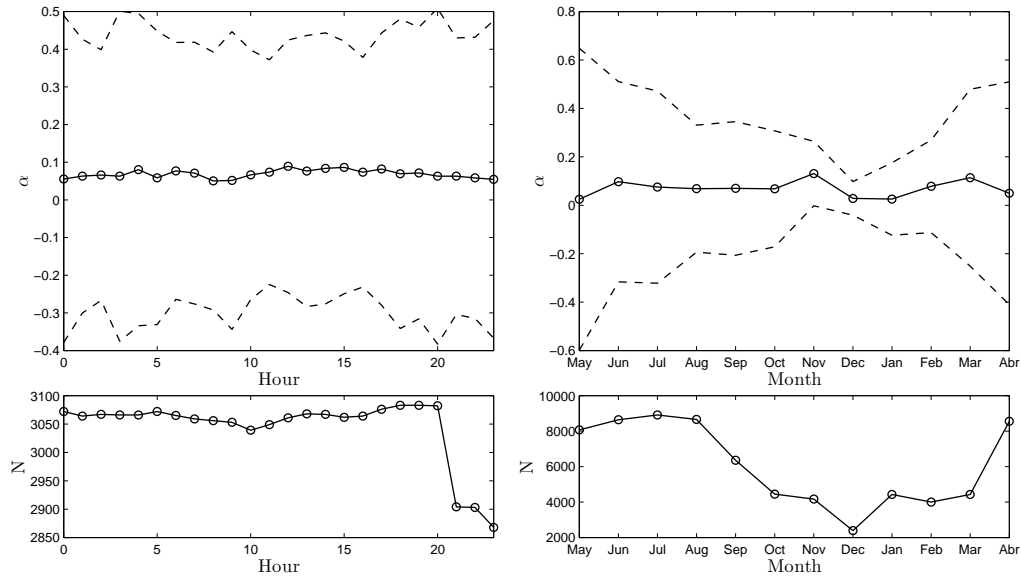 0.5
0.4
0.3
0.2
0.1
0
−0.1
−0.2
−0.3
−0.4
α
0 5 10 15 20
Hour
0.8
0.6
0.4
0.2
0
−0.2
−0.4
−0.6
α
May Jun Jul Aug Sep Oct Nov Dec Jan Feb Mar Abr
Month
3100
3050
3000
2950
2900
2850
N
0 5 10 15 20
Hour
10000
8000
6000
4000
2000
N
May Jun Jul Aug Sep Oct Nov Dec Jan Feb Mar Abr
Month